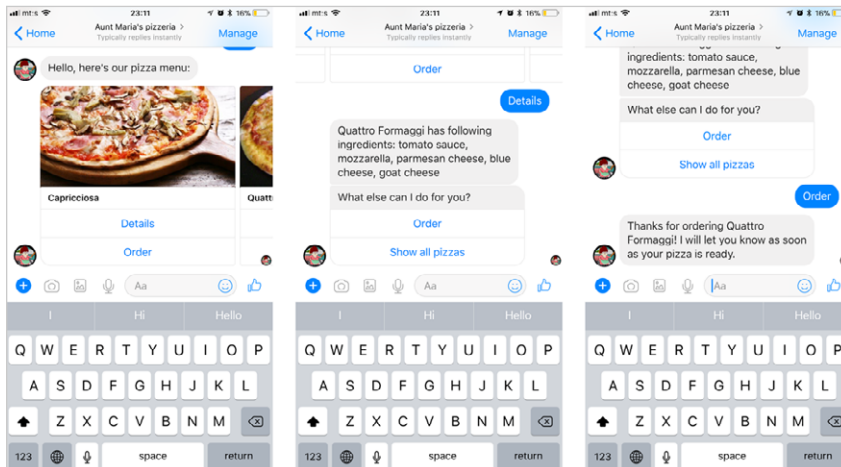 mt:s 23:11 16%
Home Aunt Maria's pizzeria > Manage
Typically replies instantly
Hello, here's our pizza menu:
Capricciosa Quatt
Details
Order
Aa
I Hi Hello
Q W E R T Y U I O P
A S D F G H J K L
Z X C V B N M
123 space return
mt:s 23:11 16%
Home Aunt Maria's pizzeria > Manage
Typically replies instantly
Order
Details
Quattro Formaggi has following
ingredients: tomato sauce,
mozzarella, parmesan cheese, blue
cheese, goat cheese
What else can I do for you?
Order
Show all pizzas
Aa
I Hi Hello
Q W E R T Y U I O P
A S D F G H J K L
Z X C V B N M
123 space return
mt:s 23:11 16%
Home Aunt Maria's pizzeria > Manage
Typically replies instantly
ingredients: tomato sauce,
mozzarella, parmesan cheese, blue
cheese, goat cheese
What else can I do for you?
Order
Show all pizzas
Order
Thanks for ordering Quattro
Formaggi! I will let you know as soon
as your pizza is ready.
Aa
I Hi Hello
Q W E R T Y U I O P
A S D F G H J K L
Z X C V B N M
123 space return